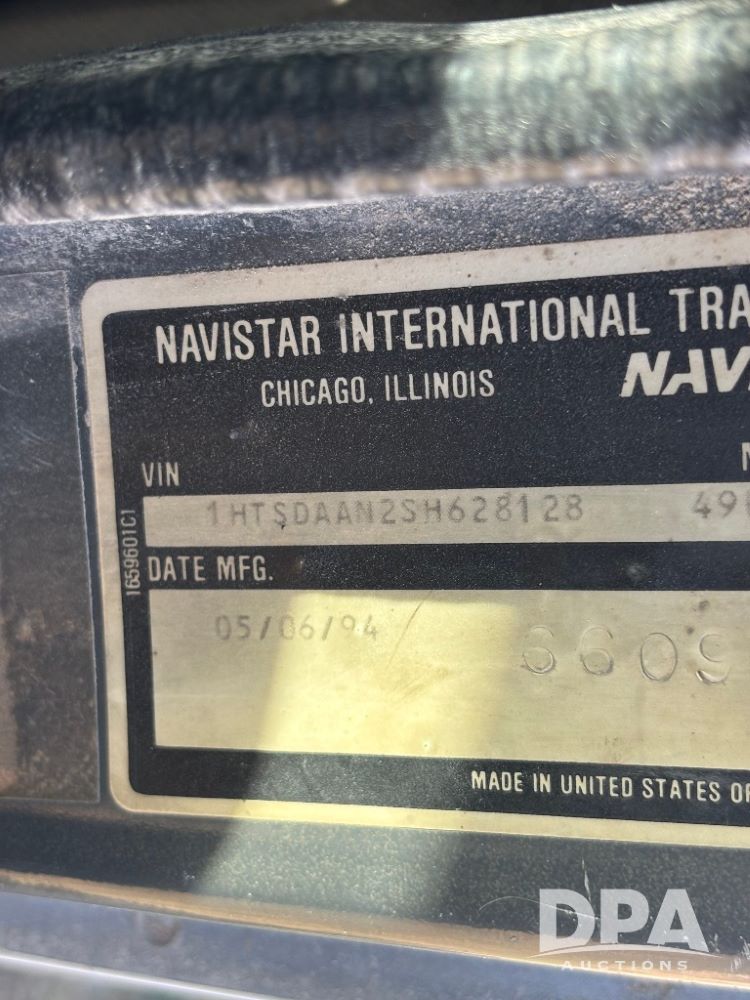 NAVISTAR INTERNATIONAL TRA
CHICAGO, ILLINOIS NAV
VIN
1HTSDAAN2SH628128 49
1659601C1
DATE MFG.
05/06/94 6609
MADE IN UNITED STATES OF
DPA
AUCTIONS